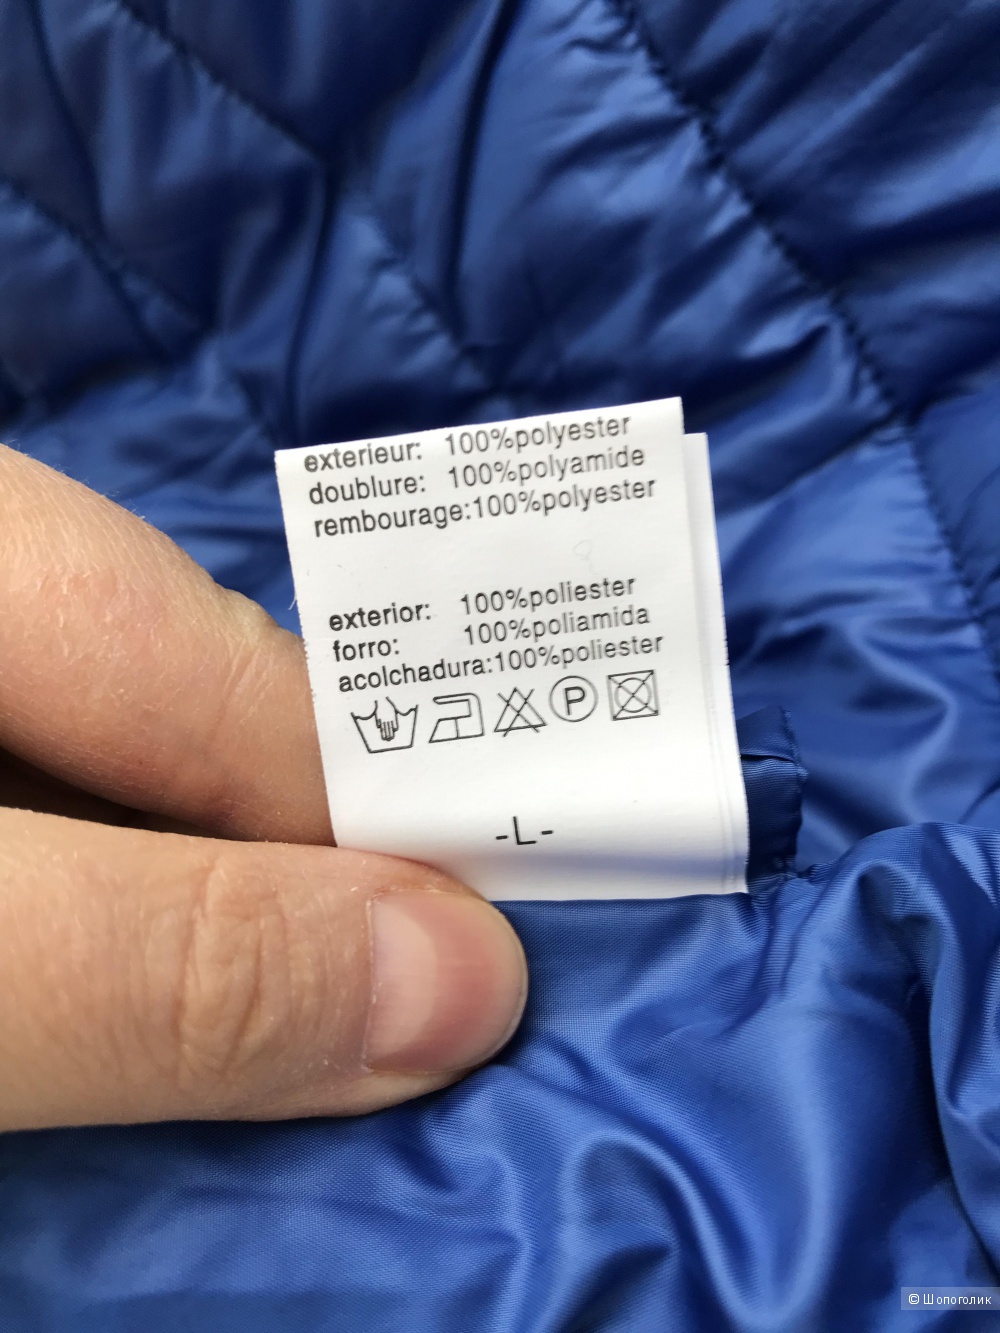 exterieur: 100%polyester
doublure: 100%polyamide
rembourage:100%polyester
exterior: 100%poliester
forro: 100%poliamida
acolchadura:100%poliester
P
-L-
© Шопоголик